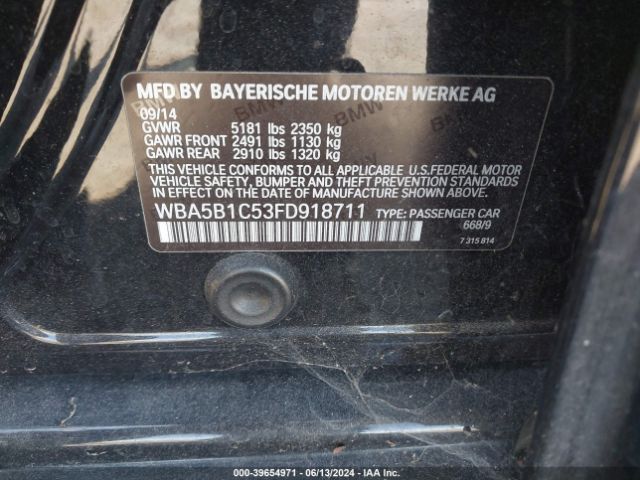 MFD BY BAYERISCHE MOTOREN WERKE AG
09/14
GVWR 5181 lbs 2350 kg
GAWR FRONT 2491 lbs 1130 kg
GAWR REAR 2910 lbs 1320 kg
THIS VEHICLE CONFORMS TO ALL APPLICABLE U.S.FEDERAL MOTOR
VEHICLE SAFETY, BUMPER AND THEFT PREVENTION STANDARDS
IN EFFECT ON THE DATE OF MANUFACTURE SHOWN ABOVE.
WBA5B1C53FD918711 TYPE: PASSENGER CAR
668/9
7 315 814
000-39654971 - 06/13/2024 - IAA Inc.